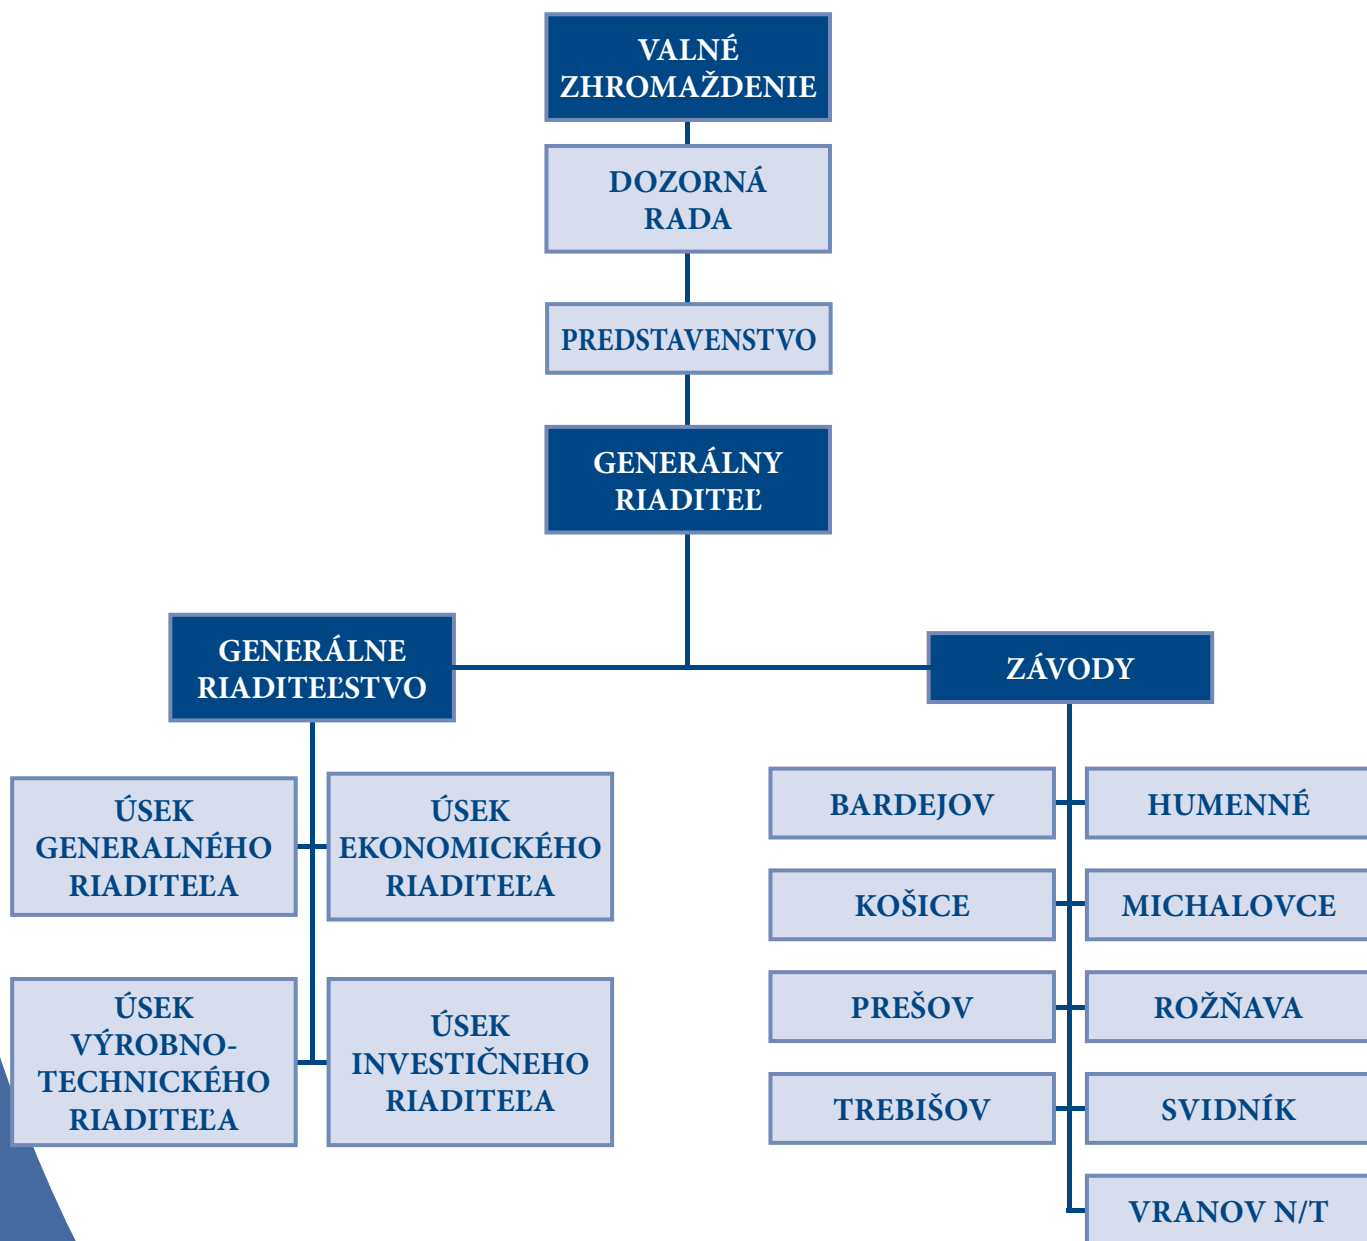 VALNÉ
ZHROMAŽDENIE
DOZORNÁ
RADA
PREDSTAVENSTVO
GENERÁLNY
RIADITEĽ
GENERÁLNE
RIADITEĽSTVO
ZÁVODY
ÚSEK
GENERALNÉHO
RIADITEĽA
ÚSEK
EKONOMICKÉHO
RIADITEĽA
ÚSEK
VÝROBNO-
TECHNICKÉHO
RIADITEĽA
ÚSEK
INVESTIČNEHO
RIADITEĽA
BARDEJOV
HUMENNÉ
KOŠICE
MICHALOVCE
PREŠOV
ROŽŇAVA
TREBIŠOV
SVIDNÍK
VRANOV N/T